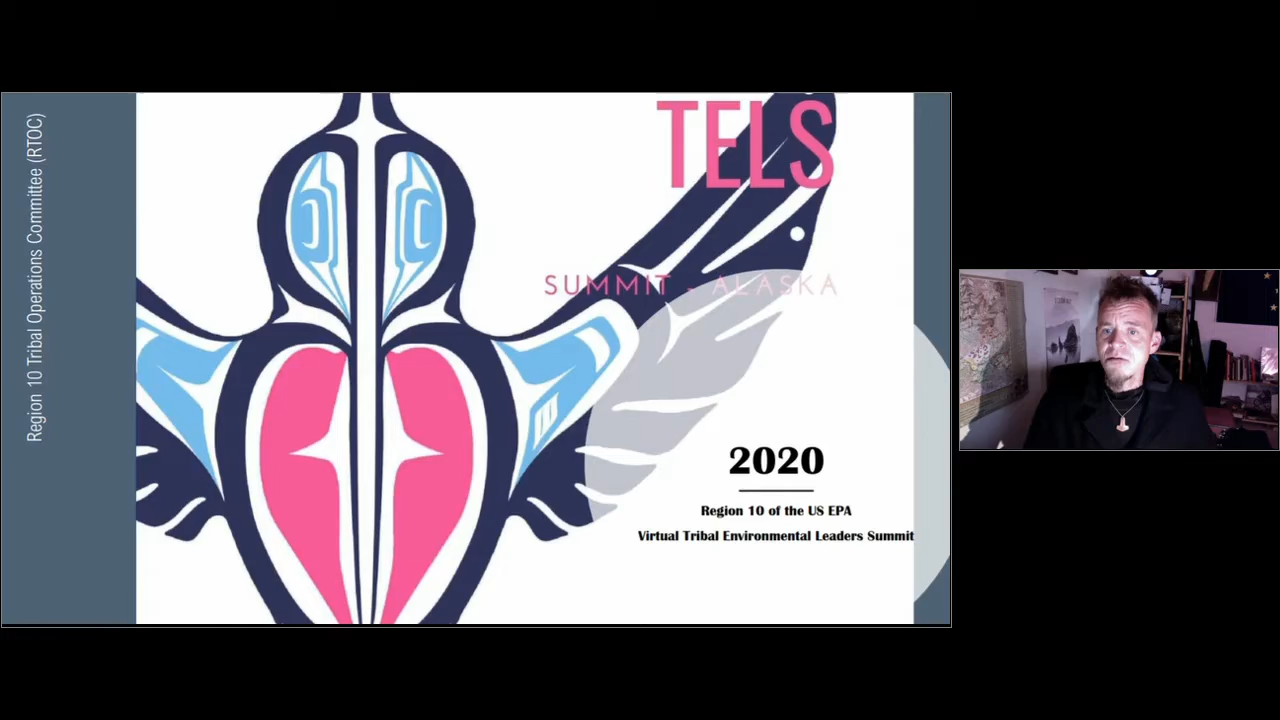 Region 10 Tribal Operations Committee (RTOC)
TELS
SUMMIT - ALASKA
2020
Region 10 of the US EPA
Virtual Tribal Environmental Leaders Summit